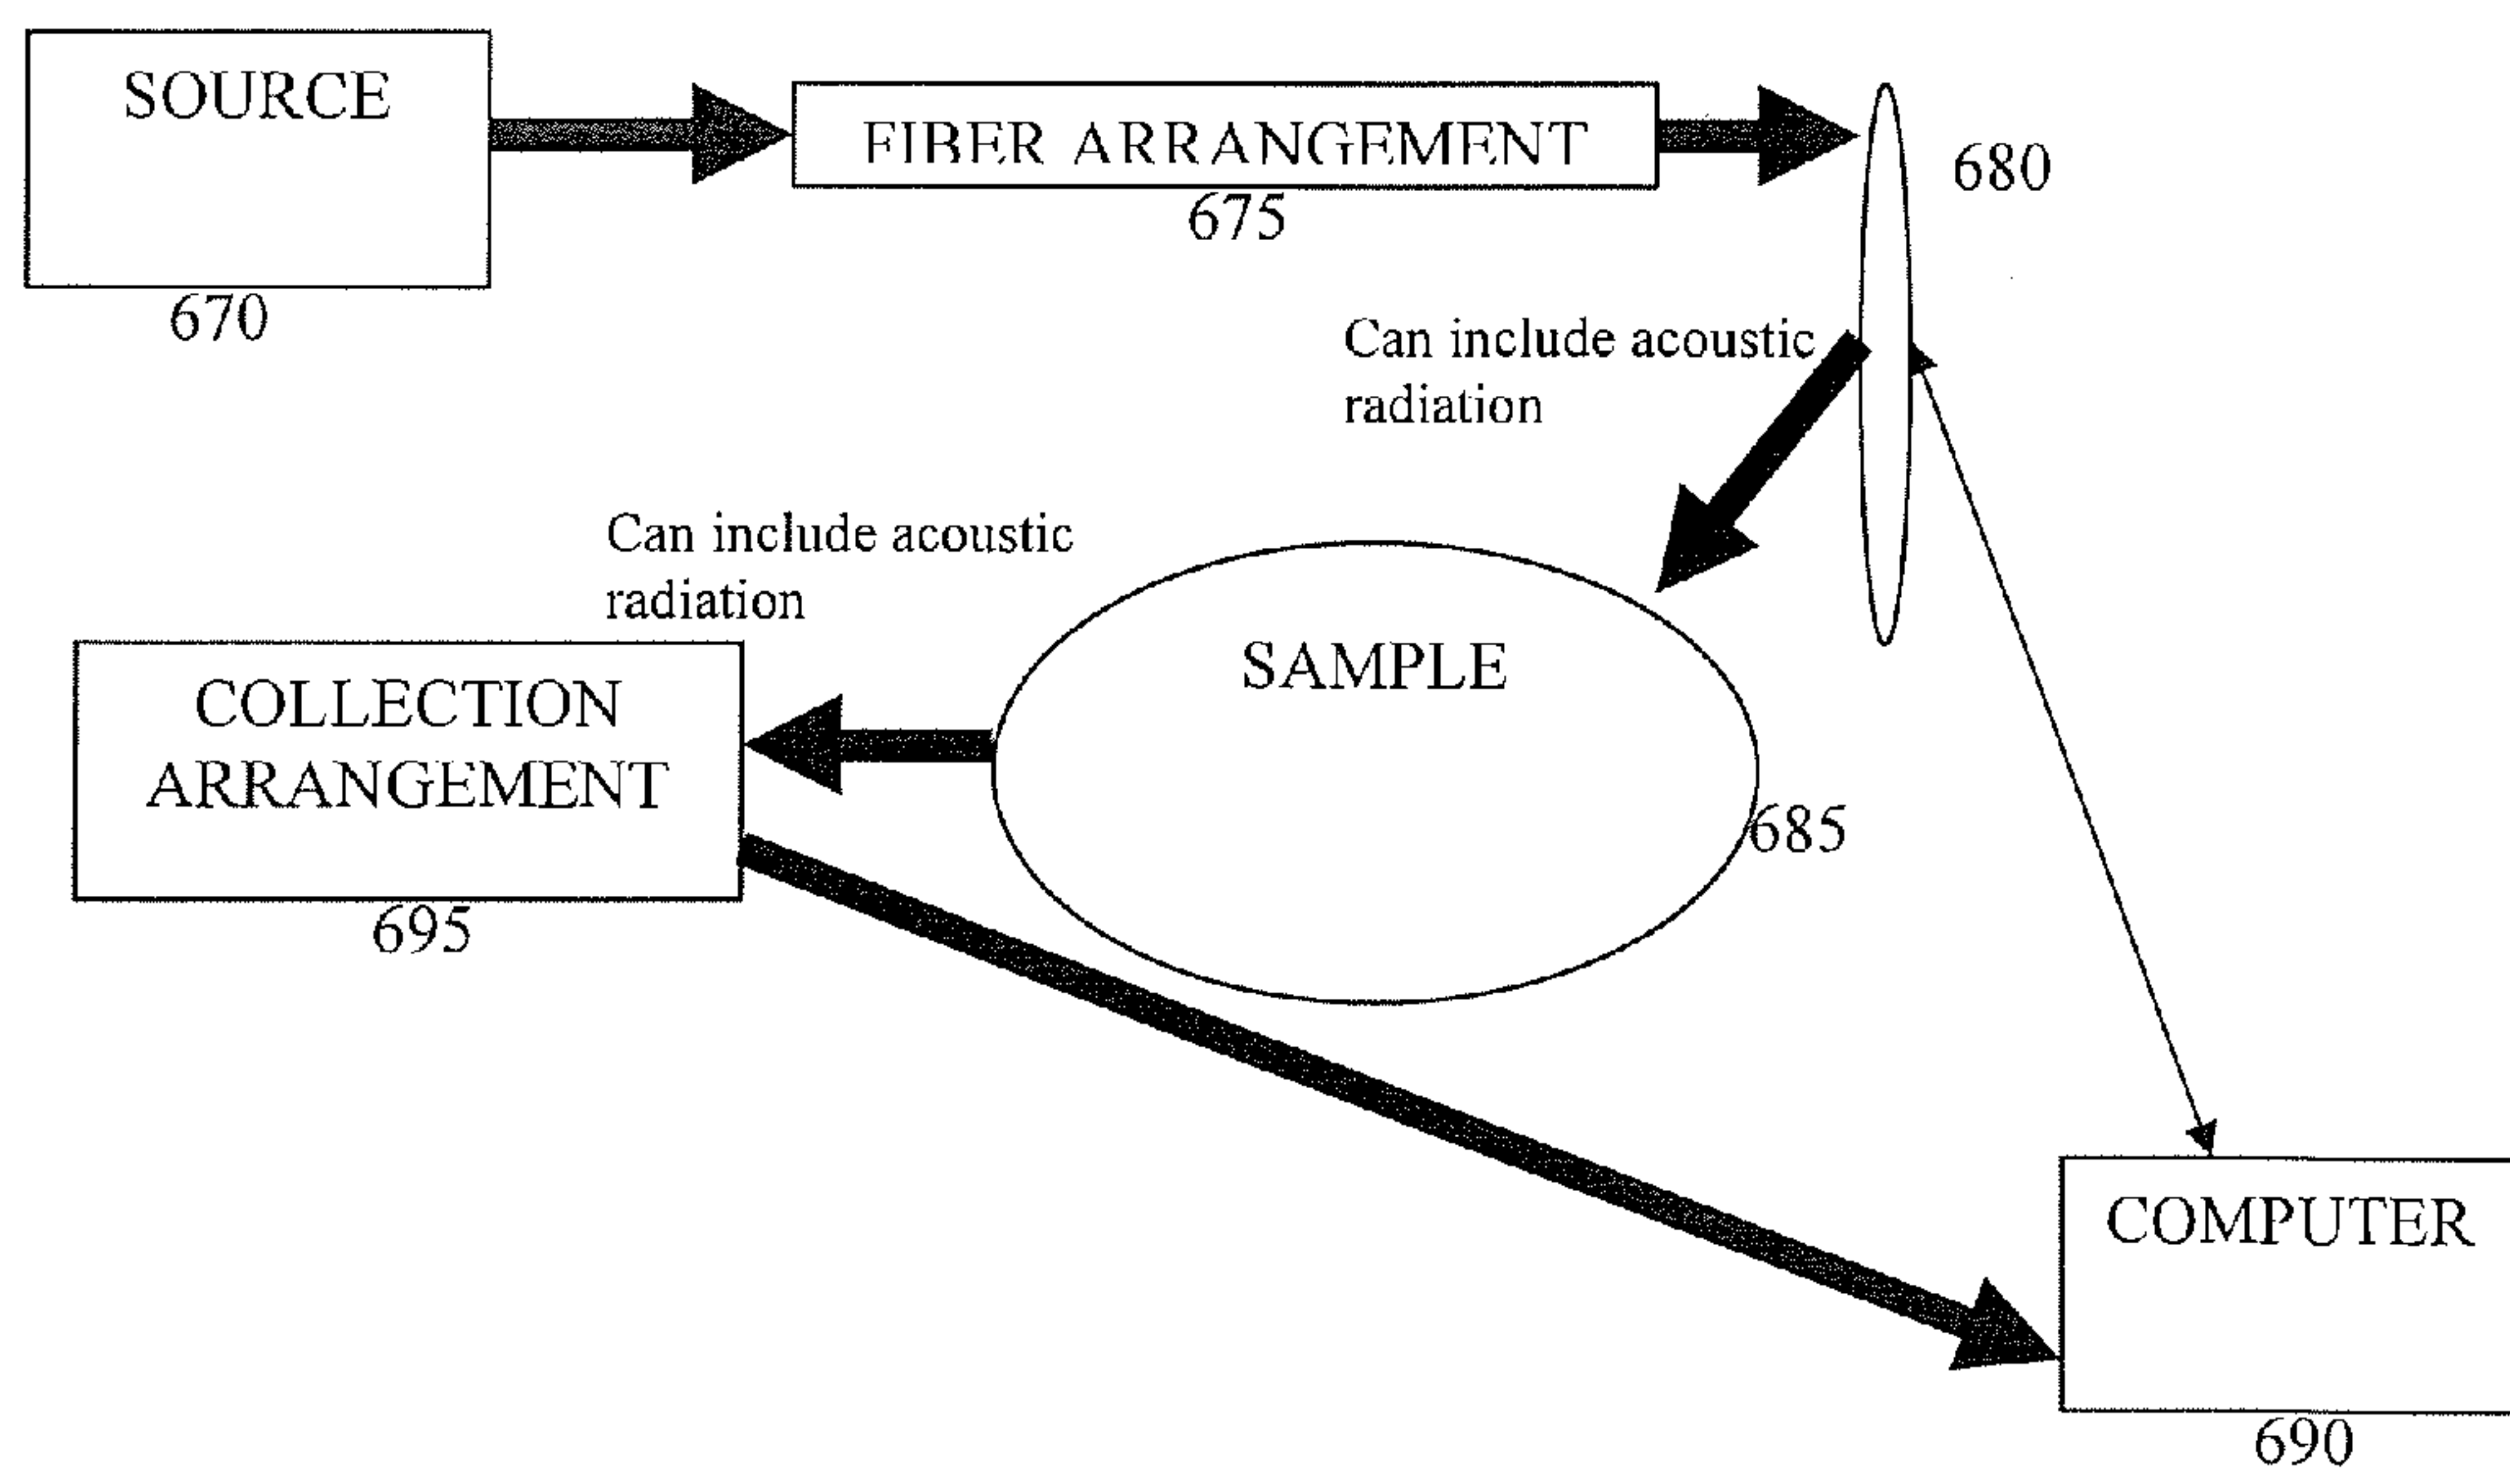 SOURCE
670
FIBER ARRANGEMENT
675
680
Can include acoustic
radiation
Can include acoustic
radiation
SAMPLE
685
COLLECTION
ARRANGEMENT
695
COMPUTER
690